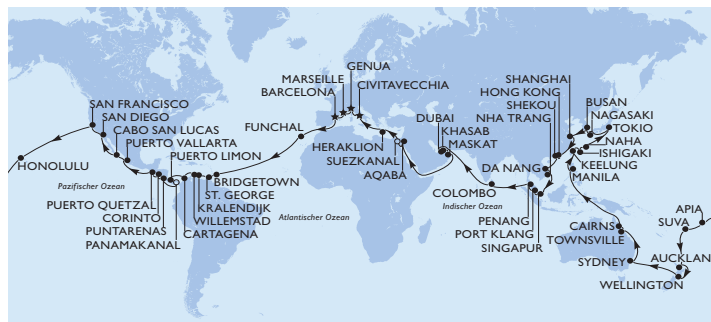 GENUA
MARSEILLE
CIVITAVECCHIA
BARCELONA
SHANGHAI
HONG KONG
SHEKOU
NHA TRANG
BUSAN
NAGASAKI
TOKIO
SAN FRANCISCO
SAN DIEGO
CABO SAN LUCAS
PUERTO VALLARTA
PUERTO LIMON
FUNCHAL
DUBAI
KHASAB
MASKAT
NAHA
ISHIGAKI
KEELUNG
MANILA
HERAKLION
SUEZKANAL
AQABA
DA NANG
HONOLULU
Pazifischer Ozean
BRIDGETOWN
ST. GEORGE
KRALENDIJK
WILLEMSTAD
CARTAGENA
COLOMBO
Indischer Ozean
PUERTO QUETZAL
CORINTO
PUNTARENAS
PANAMAKANAL
Atlantischer Ozean
PENANG
PORT KLANG
SINGAPUR
CAIRNS
TOWNSVILLE
APIA
SUVA
SYDNEY
AUCKLAN
WELLINGTON